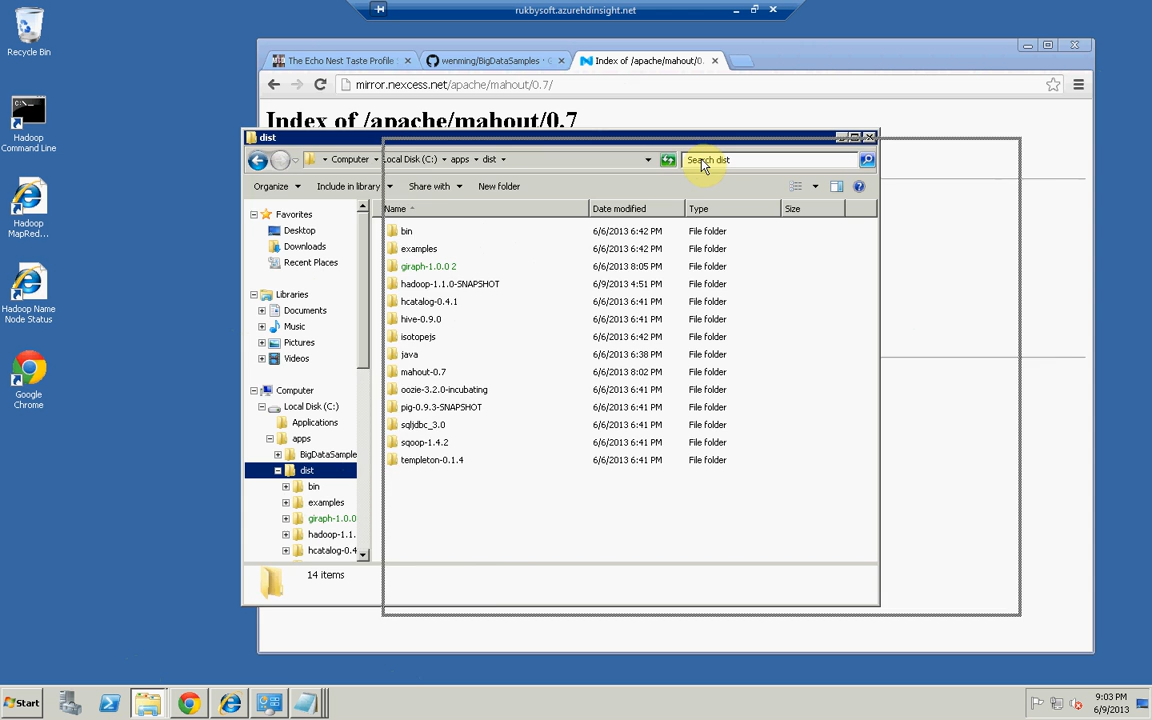 rukbysoft.azurehdinsight.net
Recycle Bin
Hadoop
Command Line
Hadoop
MapRed...
Hadoop Name
Node Status
Google
Chrome
The Echo Nest Taste Profile
wenming/BigDataSamples ·
Index of /apache/mahout/0.
mirror.nexcess.net/apache/mahout/0.7/
Index of /apache/mahout/0.7
dist
Computer
Local Disk (C:)
apps
dist
Search dist
Organize
Include in library
Share with
New folder
Name
Date modified
Type
Size
Favorites
Desktop
Downloads
Recent Places
Libraries
Documents
Music
Pictures
Videos
Computer
Local Disk (C:)
Applications
apps
BigDataSample
dist
bin
examples
giraph-1.0.0
hadoop-1.1.
hcatalog-0.4
bin 6/6/2013 6:42 PM File folder
examples 6/6/2013 6:42 PM File folder
giraph-1.0.0 2 6/6/2013 8:05 PM File folder
hadoop-1.1.0-SNAPSHOT 6/9/2013 4:51 PM File folder
hcatalog-0.4.1 6/6/2013 6:41 PM File folder
hive-0.9.0 6/6/2013 6:41 PM File folder
isotopejs 6/6/2013 6:42 PM File folder
java 6/6/2013 6:38 PM File folder
mahout-0.7 6/6/2013 8:02 PM File folder
oozie-3.2.0-incubating 6/6/2013 6:41 PM File folder
pig-0.9.3-SNAPSHOT 6/6/2013 6:41 PM File folder
sqljdbc_3.0 6/6/2013 6:41 PM File folder
sqoop-1.4.2 6/6/2013 6:41 PM File folder
templeton-0.1.4 6/6/2013 6:41 PM File folder
14 items
Start
9:03 PM
6/9/2013